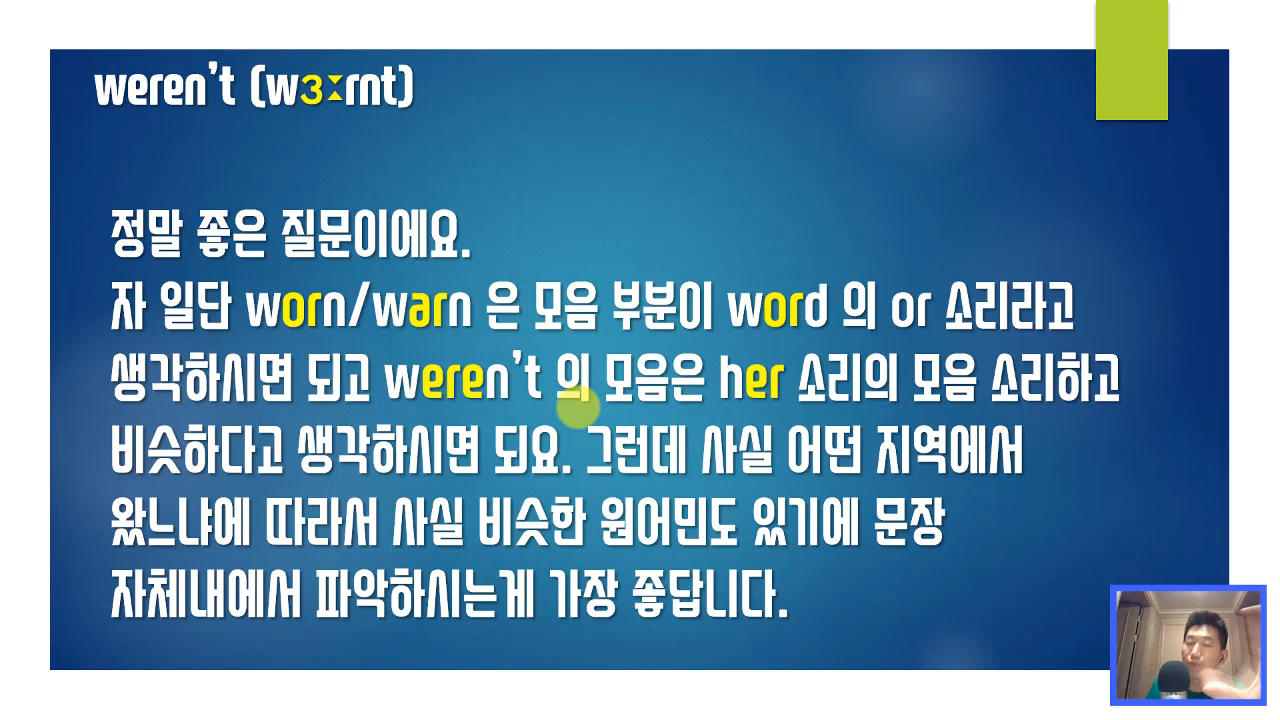 weren't (wɜːrnt)
정말 좋은 질문이에요.
자 일단 worn/warn 은 모음 부분이 word 의 or 소리라고
생각하시면 되고 weren't 의 모음은 her 소리의 모음 소리하고
비슷하다고 생각하시면 되요. 그런데 사실 어떤 지역에서
왔느냐에 따라서 사실 비슷한 원어민도 있기에 문장
자체내에서 파악하시는게 가장 좋답니다.